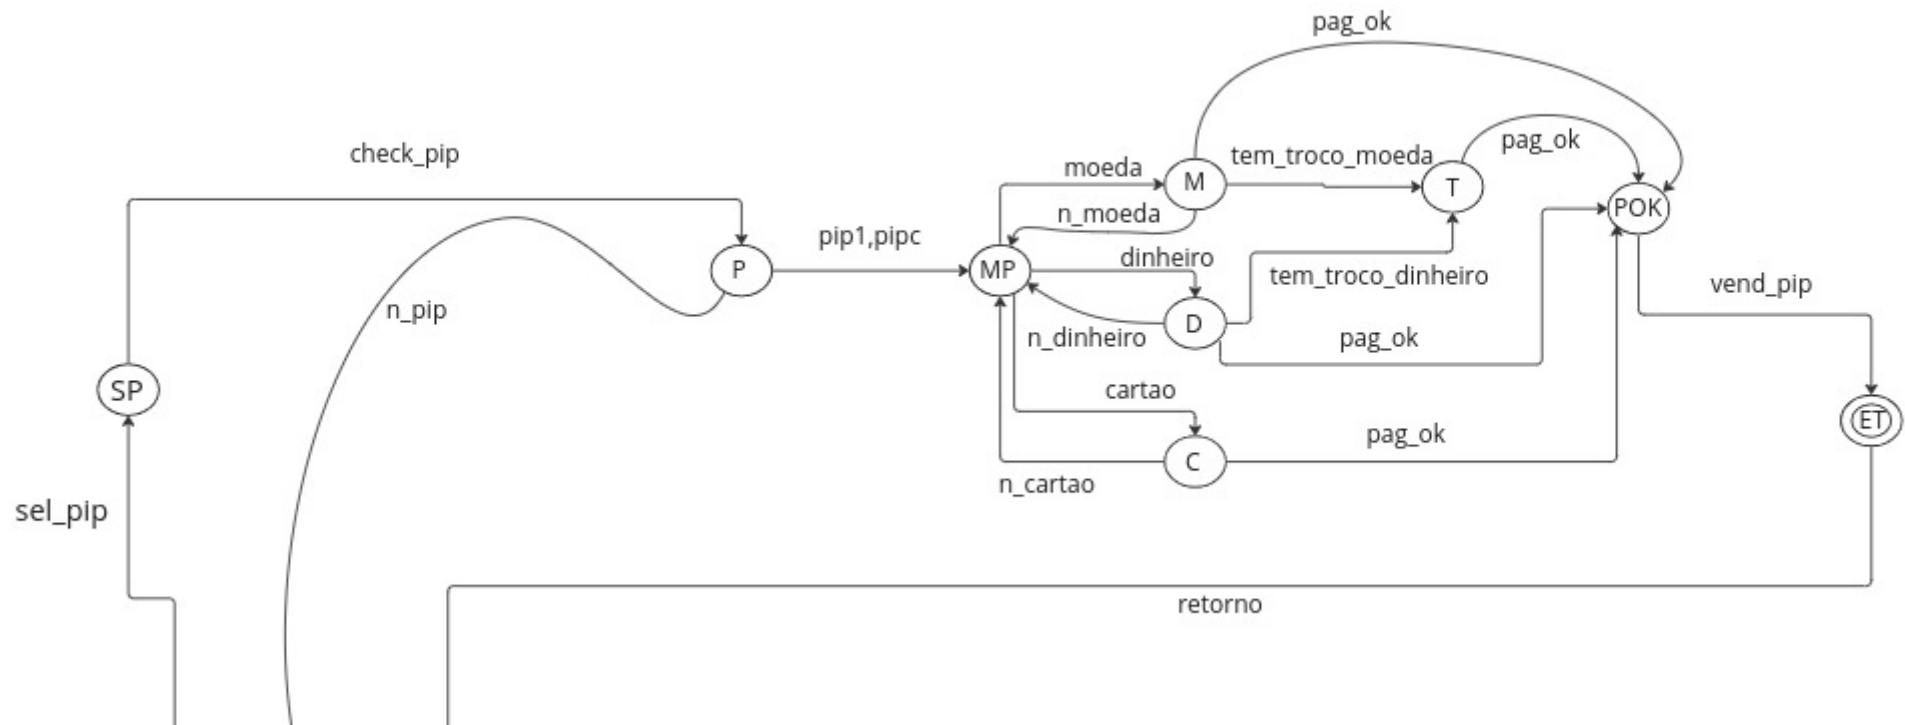 pag_ok
check_pip
moeda
M
tem_troco_moeda
pag_ok
T
n_moeda
POK
pip1,pipc
P
MP
dinheiro
tem_troco_dinheiro
vend_pip
n_pip
n_dinheiro
D
pag_ok
SP
cartao
ET
pag_ok
C
n_cartao
sel_pip
retorno